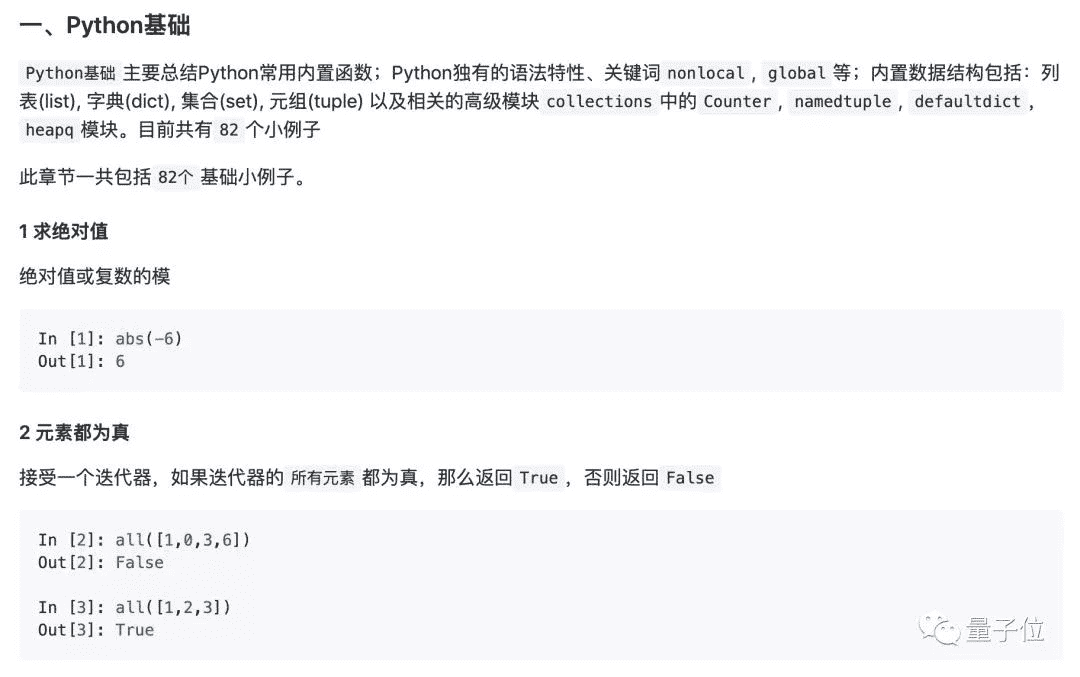 一、Python基础
Python基础 主要总结Python常用内置函数；Python独有的语法特性、关键词 nonlocal , global 等；内置数据结构包括：列
表(list), 字典(dict), 集合(set), 元组(tuple) 以及相关的高级模块 collections 中的 Counter , namedtuple , defaultdict ,
heapq 模块。目前共有 82 个小例子
此章节一共包括 82个 基础小例子。
1 求绝对值
绝对值或复数的模
In [1]: abs(-6)
Out[1]: 6
2 元素都为真
接受一个迭代器，如果迭代器的 所有元素 都为真，那么返回 True ，否则返回 False
In [2]: all([1,0,3,6])
Out[2]: False
In [3]: all([1,2,3])
Out[3]: True
量子位